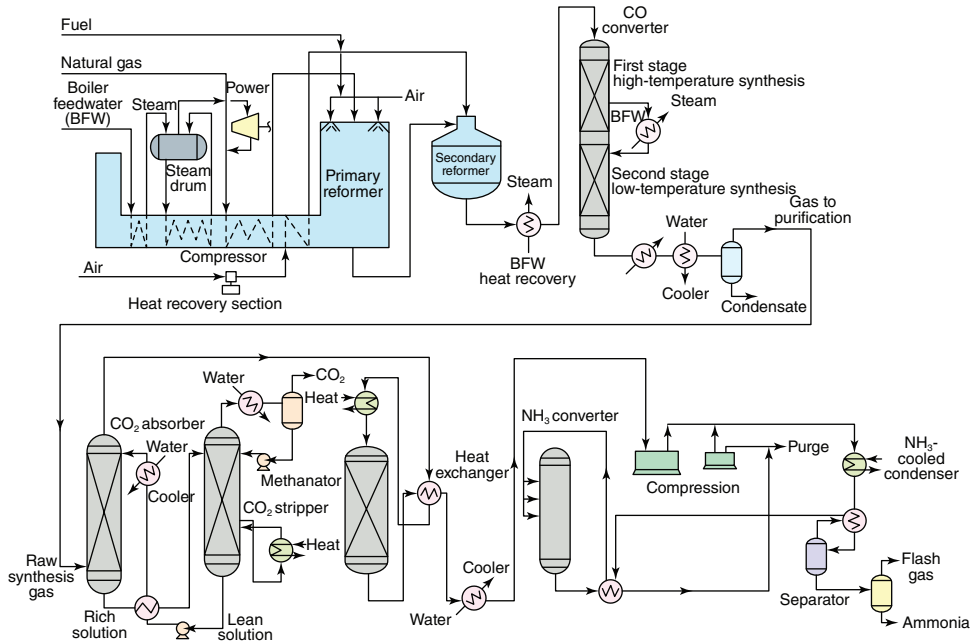 Fuel
CO
converter
Natural gas
Boiler
feedwater
(BFW)
Steam
Power
Air
First stage
high-temperature synthesis
Steam
BFW
Steam
drum
Primary
reformer
Secondary
reformer
Second stage
low-temperature synthesis
Steam
Gas to
purification
Water
Compressor
Air
BFW
heat recovery
Cooler
Condensate
Heat recovery section
Water
CO₂
Heat
NH₃ converter
CO₂ absorber
Water
Purge
NH₃-
cooled
condenser
Heat
exchanger
Compression
Methanator
Cooler
CO₂ stripper
Heat
Raw
synthesis
gas
Cooler
Flash
gas
Rich
solution
Lean
solution
Water
Separator
Ammonia